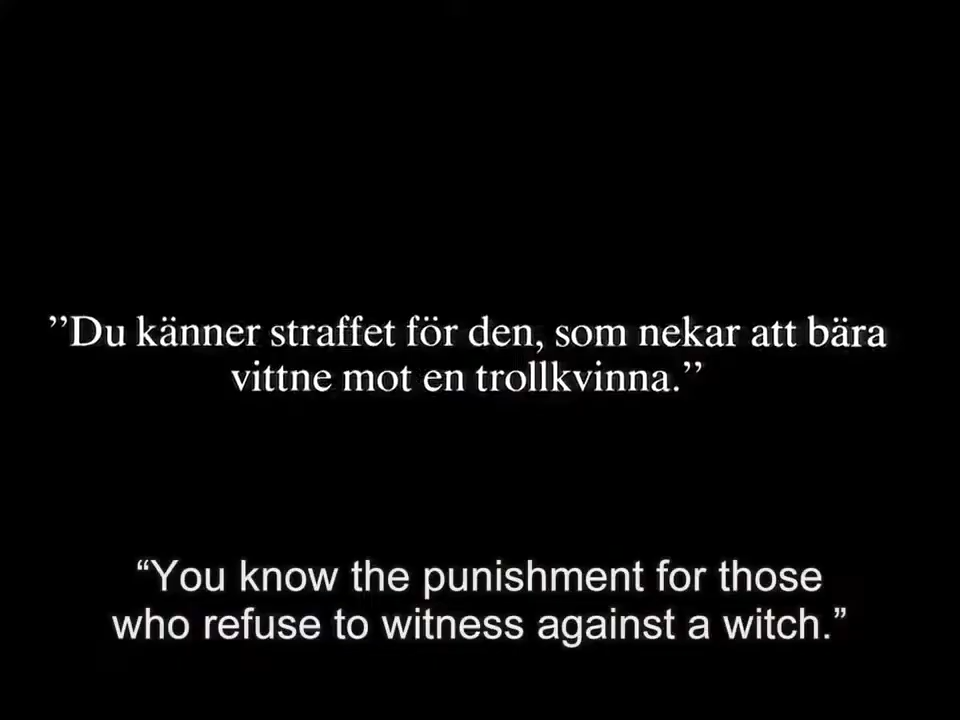 ”Du känner straffet för den, som nekar att bära
vittne mot en trollkvinna.”
“You know the punishment for those
who refuse to witness against a witch.”